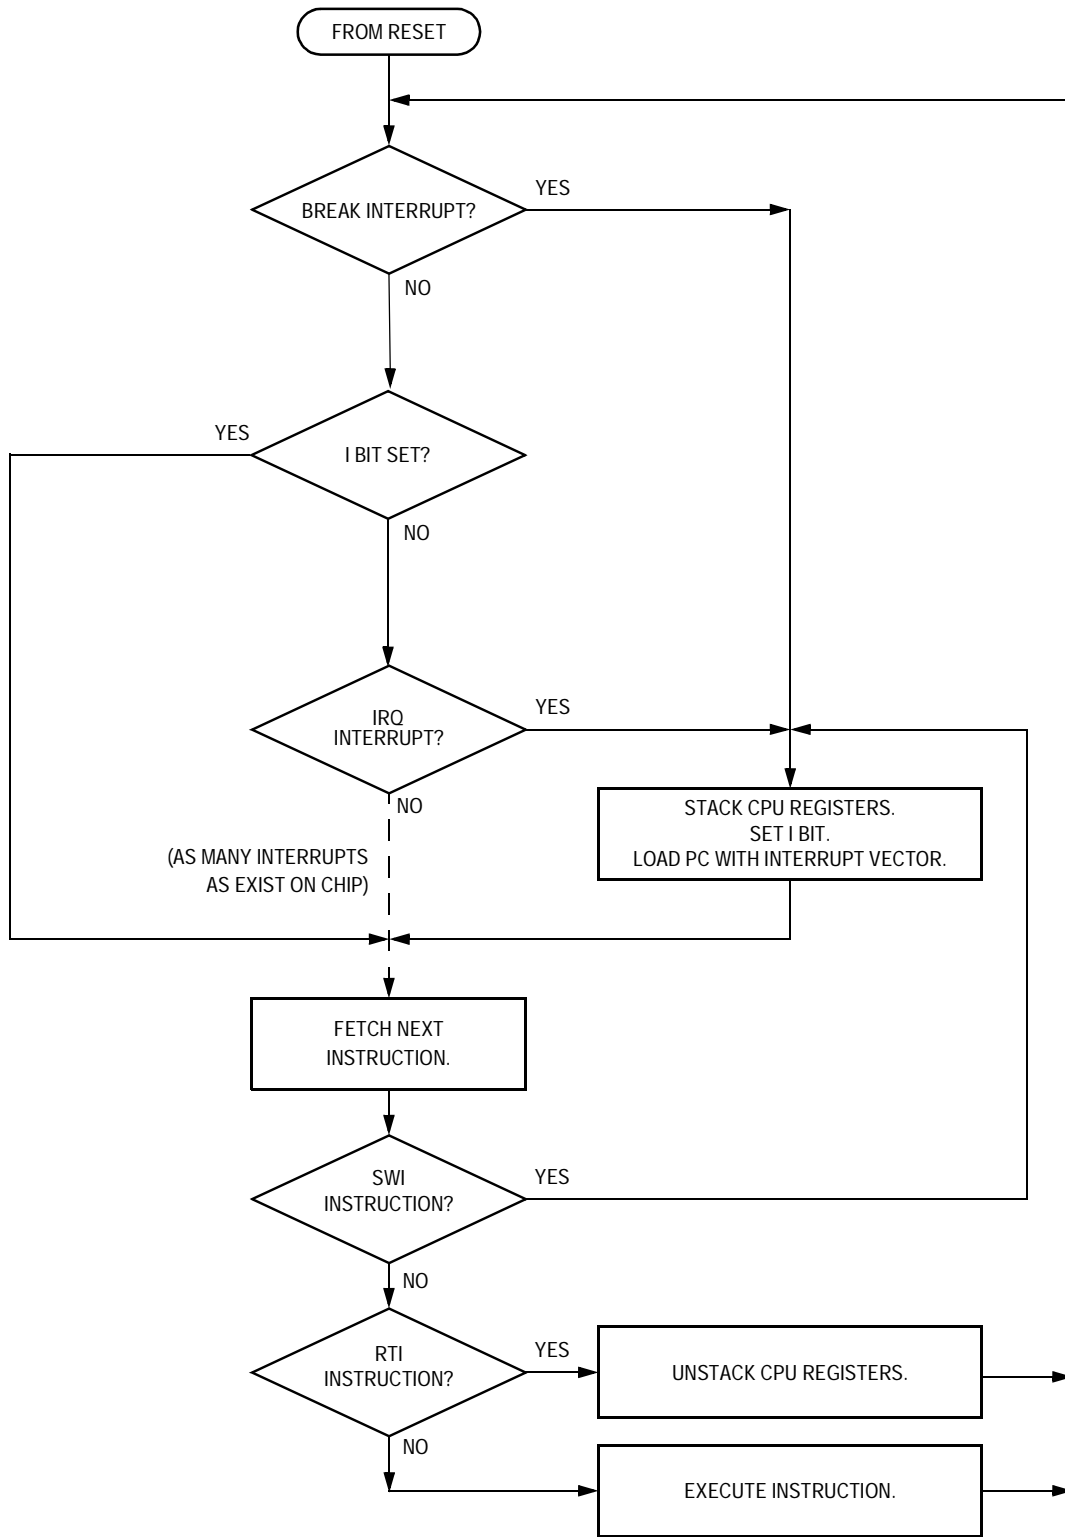 FROM RESET
BREAK INTERRUPT?
YES
NO
YES
I BIT SET?
NO
IRQ
INTERRUPT?
YES
NO
(AS MANY INTERRUPTS
AS EXIST ON CHIP)
STACK CPU REGISTERS.
SET I BIT.
LOAD PC WITH INTERRUPT VECTOR.
FETCH NEXT
INSTRUCTION.
SWI
INSTRUCTION?
YES
NO
RTI
INSTRUCTION?
YES
UNSTACK CPU REGISTERS.
NO
EXECUTE INSTRUCTION.